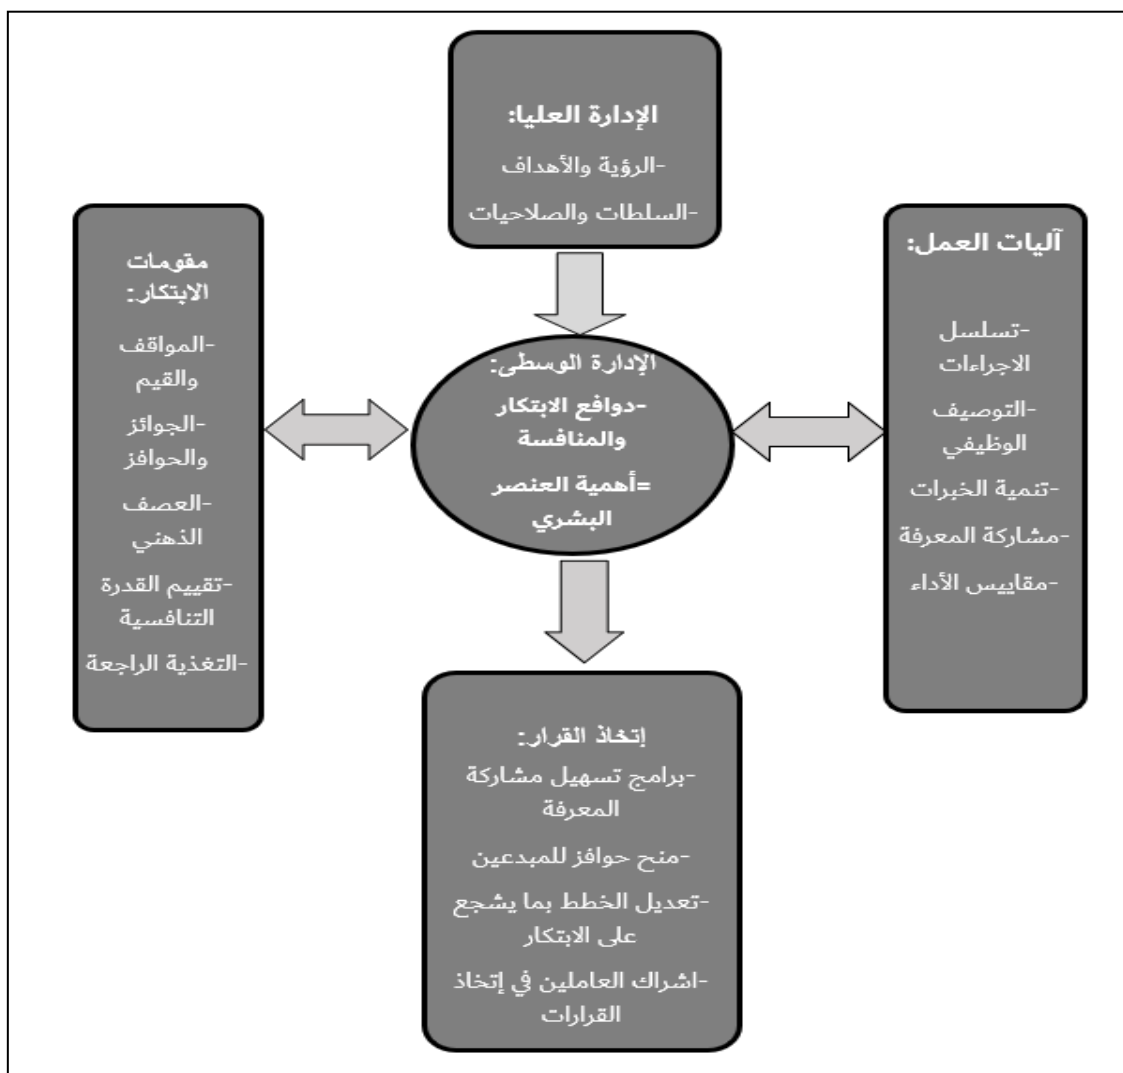 الإدارة العليا:
-الرؤية والأهداف
-السلطات والصلاحيات
آليات العمل:
-تسلسل
الاجراءات
-التوصيف
الوظيفي
-تنمية الخبرات
-مشاركة المعرفة
-مقاييس الأداء
الإدارة الوسطى:
-دوافع الابتكار
والمنافسة
=أهمية العنصر
البشري
مقومات
الابتكار:
-المواقف
والقيم
-الجوائز
والحوافز
-العصف
الذهني
-تقييم القدرة
التنافسية
-التغذية الراجعة
إتخاذ القرار:
-برامج تسهيل مشاركة
المعرفة
-منح حوافز للمبدعين
-تعديل الخطط بما يشجع
على الابتكار
-اشراك العاملين في إتخاذ
القرارات